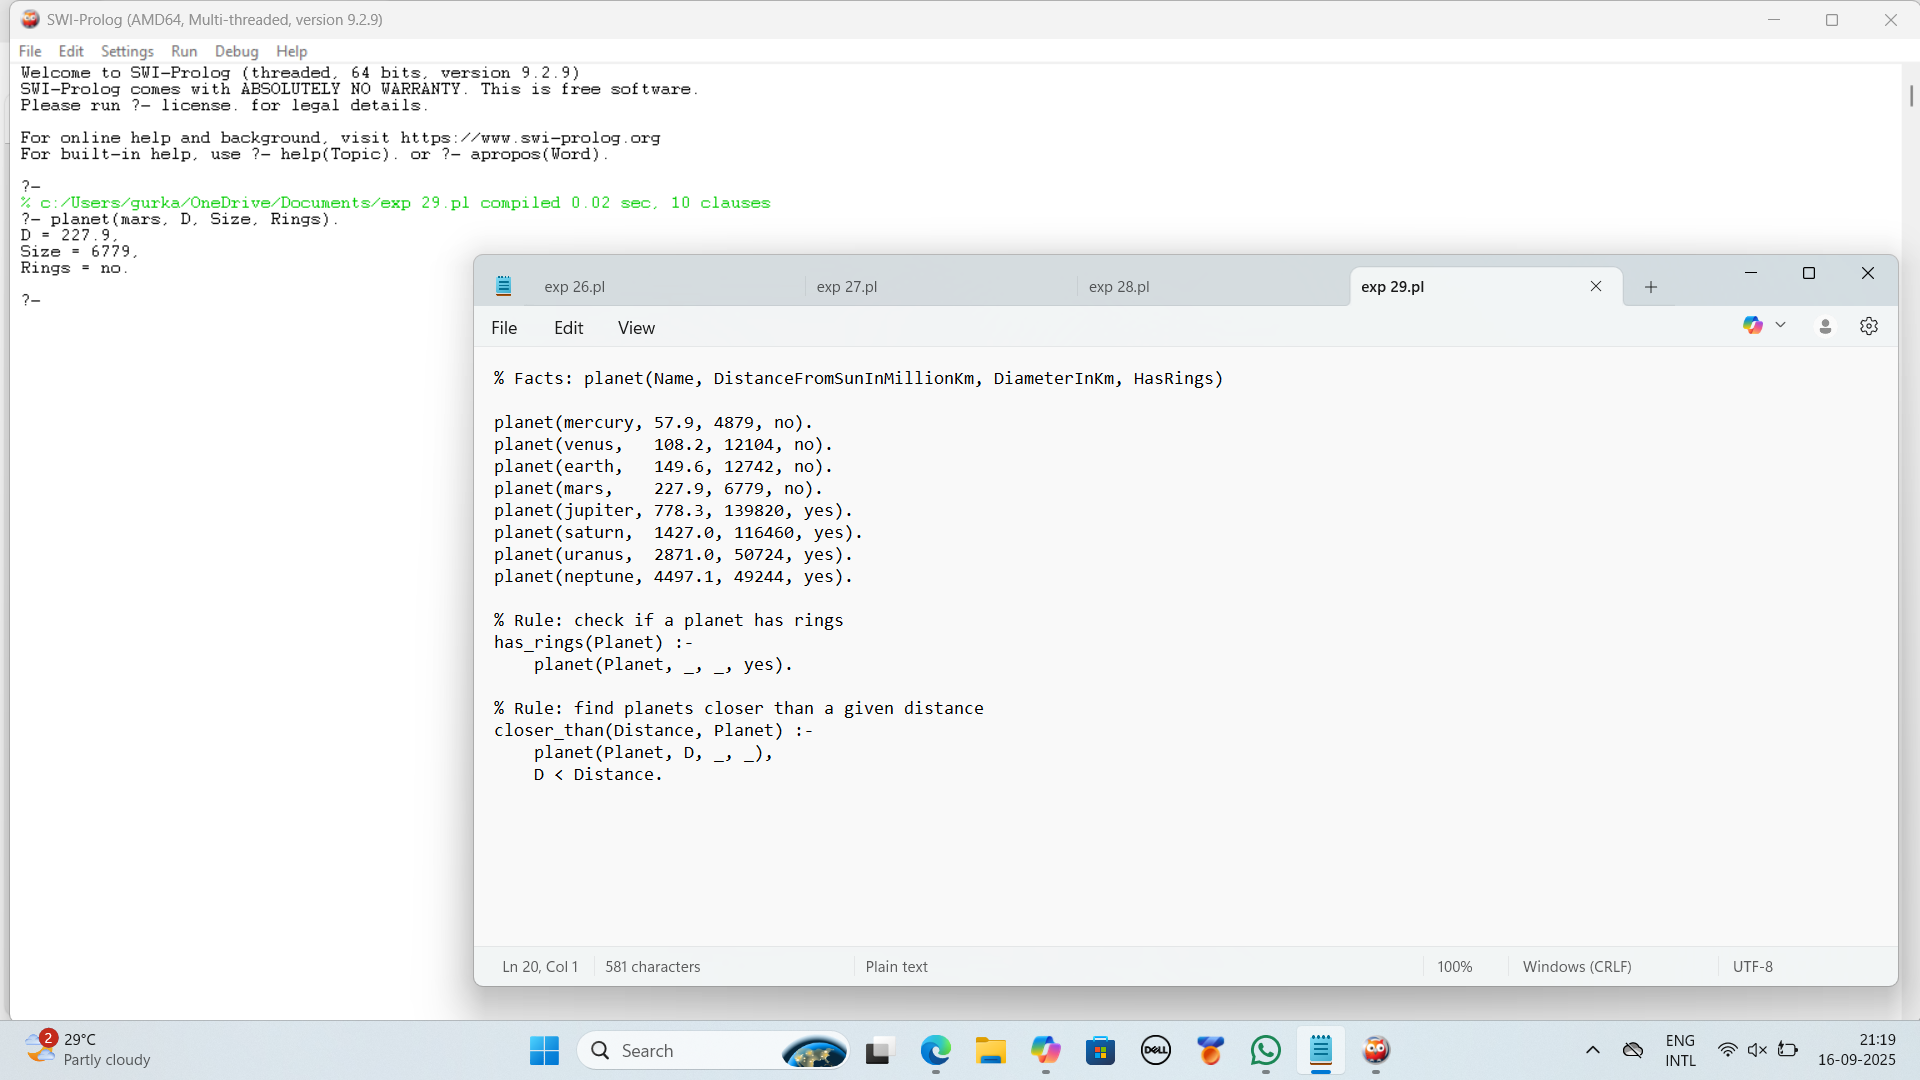 SWI-Prolog (AMD64, Multi-threaded, version 9.2.9)
File Edit Settings Run Debug Help
Welcome to SWI-Prolog (threaded, 64 bits, version 9.2.9)
SWI-Prolog comes with ABSOLUTELY NO WARRANTY. This is free software.
Please run ?- license. for legal details.
For online help and background, visit https://www.swi-prolog.org
For built-in help, use ?- help(Topic). or ?- apropos(Word).
?-
% c:/Users/gurka/OneDrive/Documents/exp 29.pl compiled 0.02 sec, 10 clauses
?- planet(mars, D, Size, Rings).
D = 227.9,
Size = 6779,
Rings = no.
?-
exp 26.pl exp 27.pl exp 28.pl exp 29.pl
File Edit View
% Facts: planet(Name, DistanceFromSunInMillionKm, DiameterInKm, HasRings)
planet(mercury, 57.9, 4879, no).
planet(venus,   108.2, 12104, no).
planet(earth,   149.6, 12742, no).
planet(mars,    227.9, 6779, no).
planet(jupiter, 778.3, 139820, yes).
planet(saturn,  1427.0, 116460, yes).
planet(uranus,  2871.0, 50724, yes).
planet(neptune, 4497.1, 49244, yes).
% Rule: check if a planet has rings
has_rings(Planet) :-
    planet(Planet, _, _, yes).
% Rule: find planets closer than a given distance
closer_than(Distance, Planet) :-
    planet(Planet, D, _, _),
    D < Distance.
Ln 20, Col 1 581 characters Plain text 100% Windows (CRLF) UTF-8
2 29°C
Partly cloudy
Search
DELL
ENG
INTL
21:19
16-09-2025